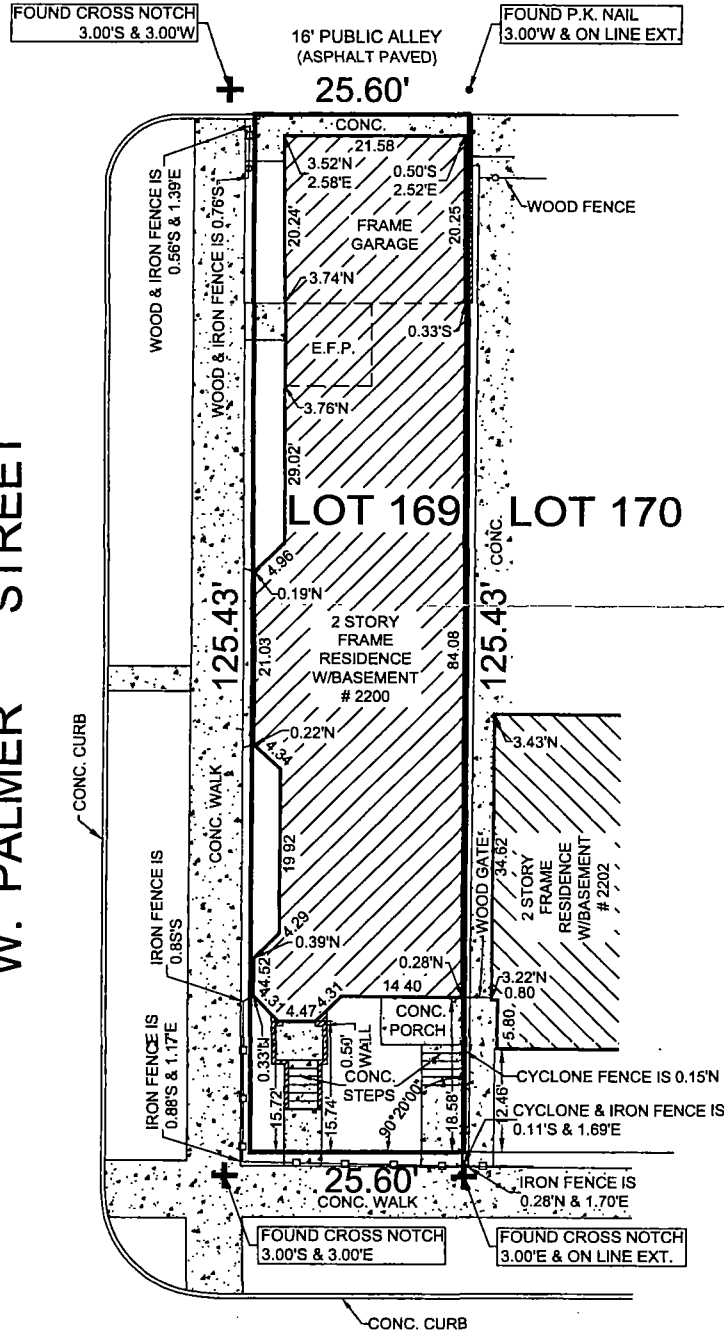 FOUND CROSS NOTCH
3.00'S & 3.00'W
16' PUBLIC ALLEY
(ASPHALT PAVED)
25.60'
FOUND P.K. NAIL
3.00'W & ON LINE EXT.
CONC.
21.58
3.52'N
2.58'E
0.50'S
2.52'E
WOOD & IRON FENCE IS
0.56'S & 1.39'E
WOOD & IRON FENCE IS 0.76'S
20.24
FRAME
GARAGE
20.25
WOOD FENCE
3.74'N
0.33'S
E.F.P.
3.76'N
29.02'
W. PALMER STREET
LOT 169
LOT 170
CONC.
4.96
0.19'N
125.43'
21.03
2 STORY
FRAME
RESIDENCE
W/BASEMENT
# 2200
84.08
125.43'
0.22'N
4.34
3.43'N
CONC. CURB
CONC. WALK
19.92
WOOD GATE
34.62
2 STORY
FRAME
RESIDENCE
W/BASEMENT
# 2202
4.29
0.39'N
IRON FENCE IS
0.8S'S
44.52
4.31
4.47
4.31
14 40
0.28'N
3.22'N
0.80
CONC.
PORCH
5.80
0.33'N
0.50'
WALL
CONC.
STEPS
CYCLONE FENCE IS 0.15'N
IRON FENCE IS
0.88'S & 1.17'E
15.72'
15.74'
90°20'00"
18.58'
12.46'
CYCLONE & IRON FENCE IS
0.11'S & 1.69'E
25.60'
CONC. WALK
IRON FENCE IS
0.28'N & 1.70'E
FOUND CROSS NOTCH
3.00'S & 3.00'E
FOUND CROSS NOTCH
3.00'E & ON LINE EXT.
CONC. CURB